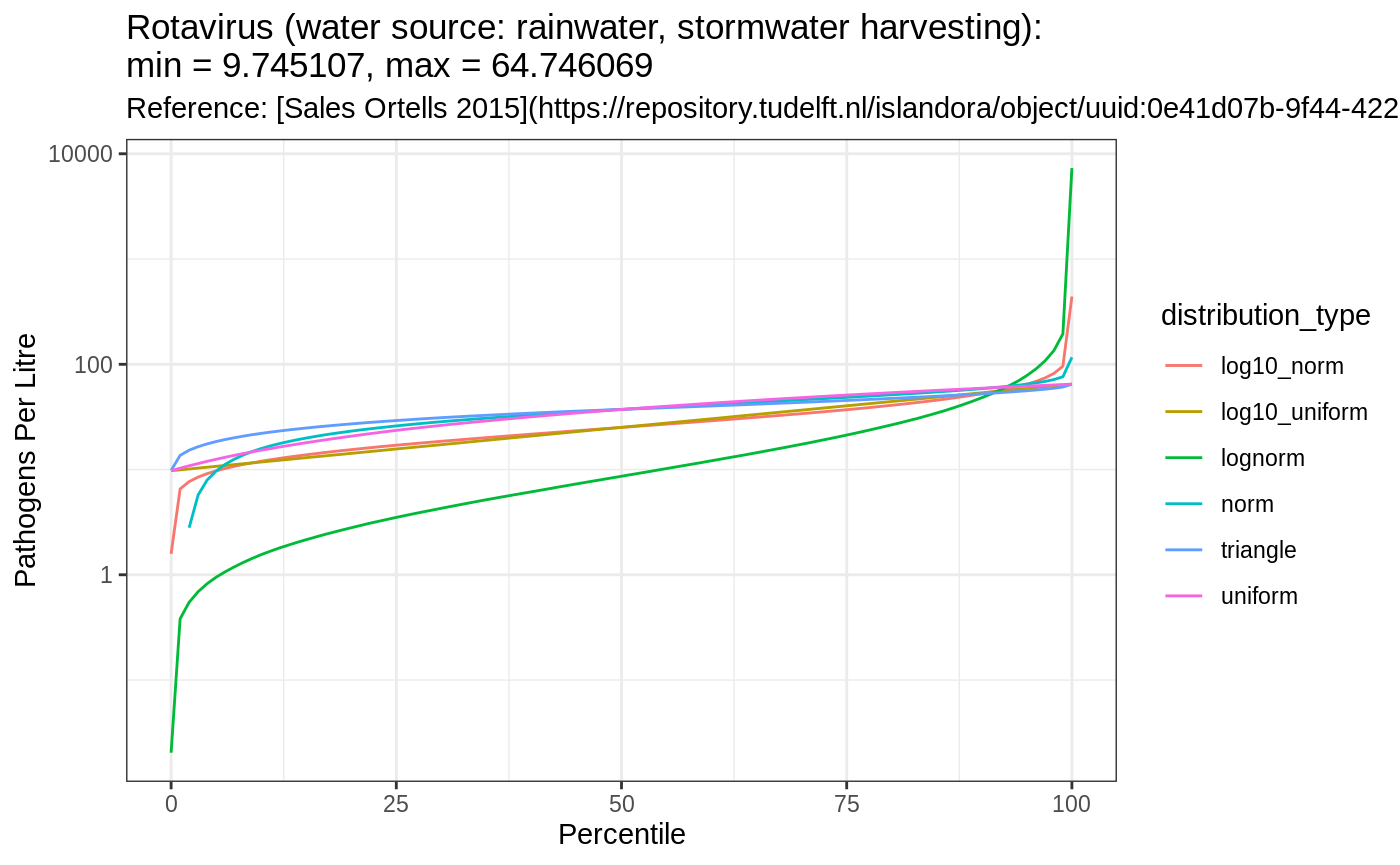 Rotavirus (water source: rainwater, stormwater harvesting):
min = 9.745107, max = 64.746069
Reference: [Sales Ortells 2015](https://repository.tudelft.nl/islandora/object/uuid:0e41d07b-9f44-422
10000
100
1
Pathogens Per Litre
0 25 50 75 100
Percentile
distribution_type
log10_norm
log10_uniform
lognorm
norm
triangle
uniform